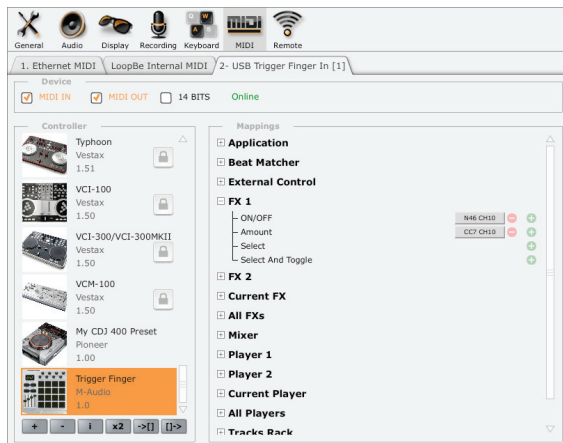 General Audio Display Recording Keyboard MIDI Remote
1. Ethernet MIDI LoopBe Internal MIDI 2- USB Trigger Finger In [1]
Device
MIDI IN MIDI OUT 14 BITS Online
Controller
Typhoon
Vestax
1.51
VCI-100
Vestax
1.50
VCI-300/VCI-300MKII
Vestax
1.50
VCM-100
Vestax
1.50
My CDJ 400 Preset
Pioneer
1.00
Trigger Finger
M-Audio
1.0
+ - i x2 ->[] []->
Mappings
Application
Beat Matcher
External Control
FX 1
ON/OFF N46 CH10
Amount CC7 CH10
Select
Select And Toggle
FX 2
Current FX
All FXs
Mixer
Player 1
Player 2
Current Player
All Players
Tracks Rack